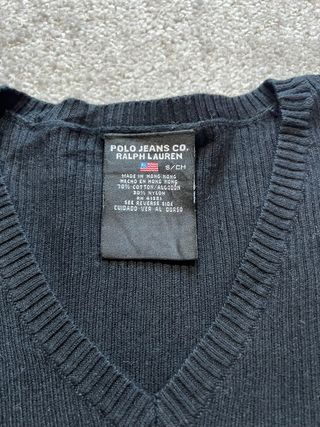 POLO JEANS CO.
RALPH LAUREN
S/CH
MADE IN HONG KONG
HECHO EN HONG KONG
70% COTTON/ALGODÓN
30% NYLON
RN 41381
SEE REVERSE SIDE
CUIDADO VER AL DORSO